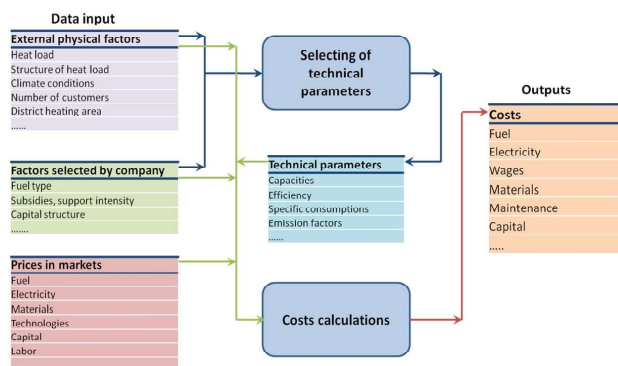 Data input
External physical factors
Heat load
Structure of heat load
Climate conditions
Number of customers
District heating area
......
Factors selected by company
Fuel type
Subsidies, support intensity
Capital structure
.......
Prices in markets
Fuel
Electricity
Materials
Technologies
Capital
Labor
Selecting of
technical
parameters
Technical parameters
Capacities
Efficiency
Specific consumptions
Emission factors
......
Costs calculations
Outputs
Costs
Fuel
Electricity
Wages
Materials
Maintenance
Capital
.....